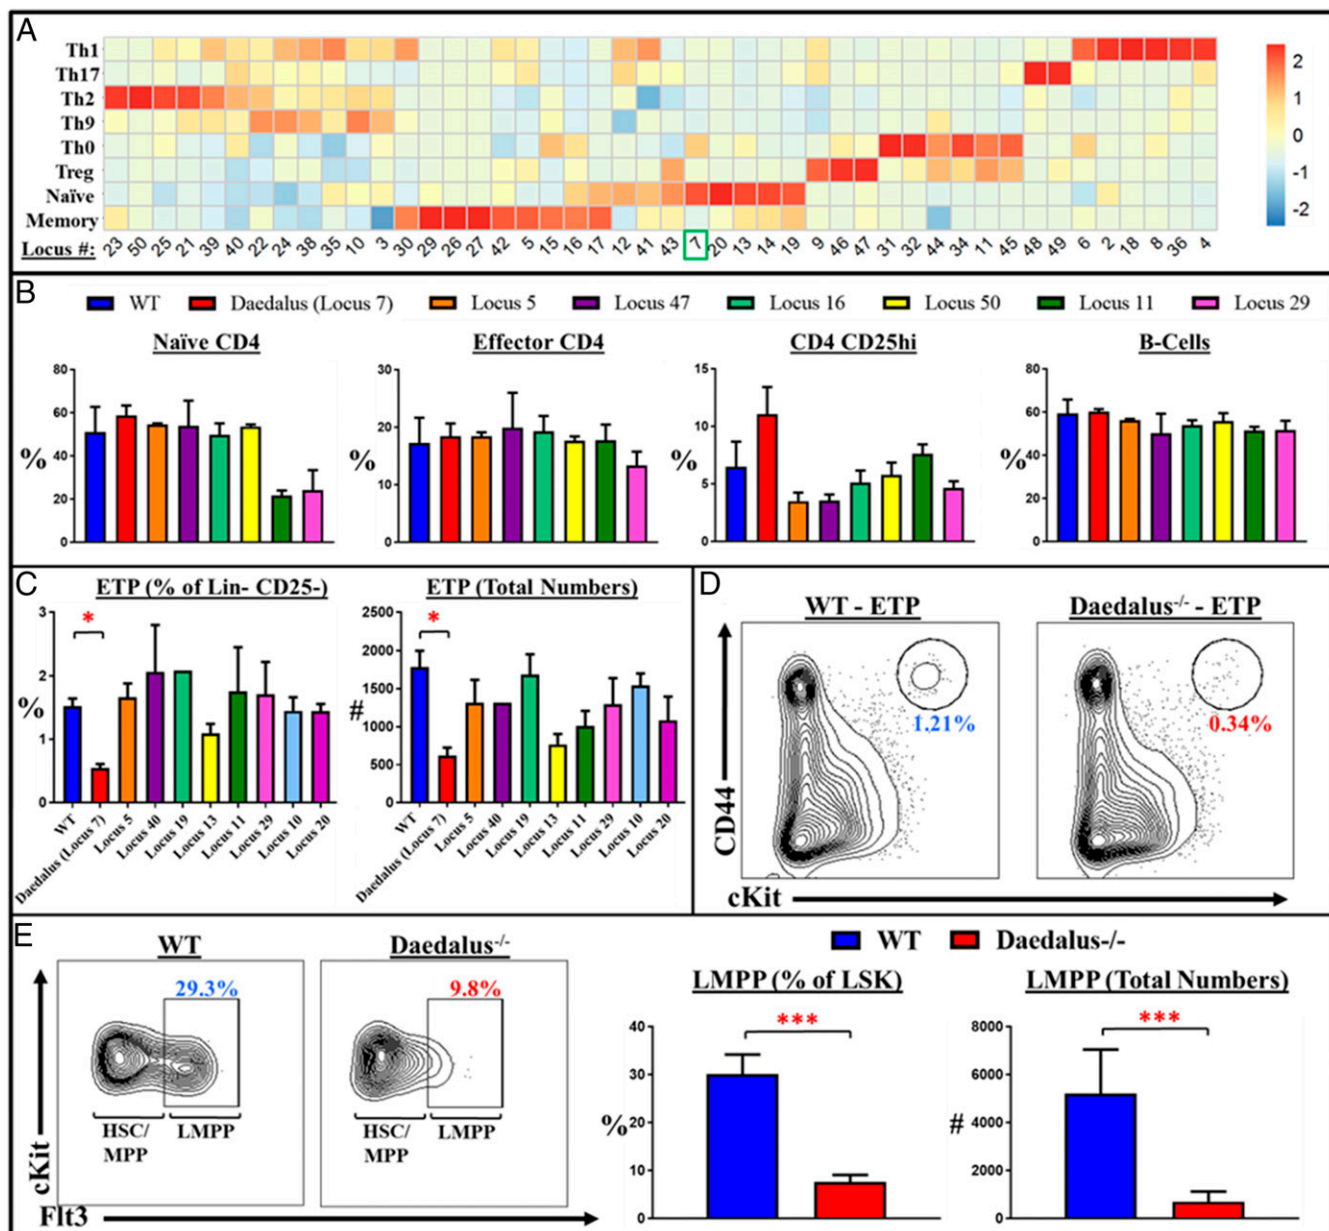 A
Th1
Th17
Th2
Th9
Th0
Treg
Naïve
Memory
Locus #: 23 50 25 21 39 40 22 24 38 35 10 3 30 29 26 27 42 5 15 16 17 12 41 43 7 20 13 14 19 9 46 47 31 32 44 34 11 45 48 49 6 2 18 8 36 4
2
1
0
-1
-2
B
WT Daedalus (Locus 7) Locus 5 Locus 47 Locus 16 Locus 50 Locus 11 Locus 29
Naïve CD4
%
80
60
40
20
0
Effector CD4
%
30
20
10
0
CD4 CD25hi
%
15
10
5
0
B-Cells
%
80
60
40
20
0
C
ETP (% of Lin- CD25-)
*
%
3
2
1
0
WT
Daedalus (Locus 7)
Locus 5
Locus 40
Locus 19
Locus 13
Locus 11
Locus 29
Locus 10
Locus 20
ETP (Total Numbers)
*
#
2500
2000
1500
1000
500
0
WT
Daedalus (Locus 7)
Locus 5
Locus 40
Locus 19
Locus 13
Locus 11
Locus 29
Locus 10
Locus 20
D
WT - ETP
1.21%
Daedalus-/- - ETP
0.34%
CD44
cKit
E
WT
29.3%
HSC/
MPP
LMPP
Daedalus-/-
9.8%
HSC/
MPP
LMPP
cKit
Flt3
WT Daedalus-/-
LMPP (% of LSK)
***
%
40
30
20
10
0
LMPP (Total Numbers)
***
#
8000
6000
4000
2000
0